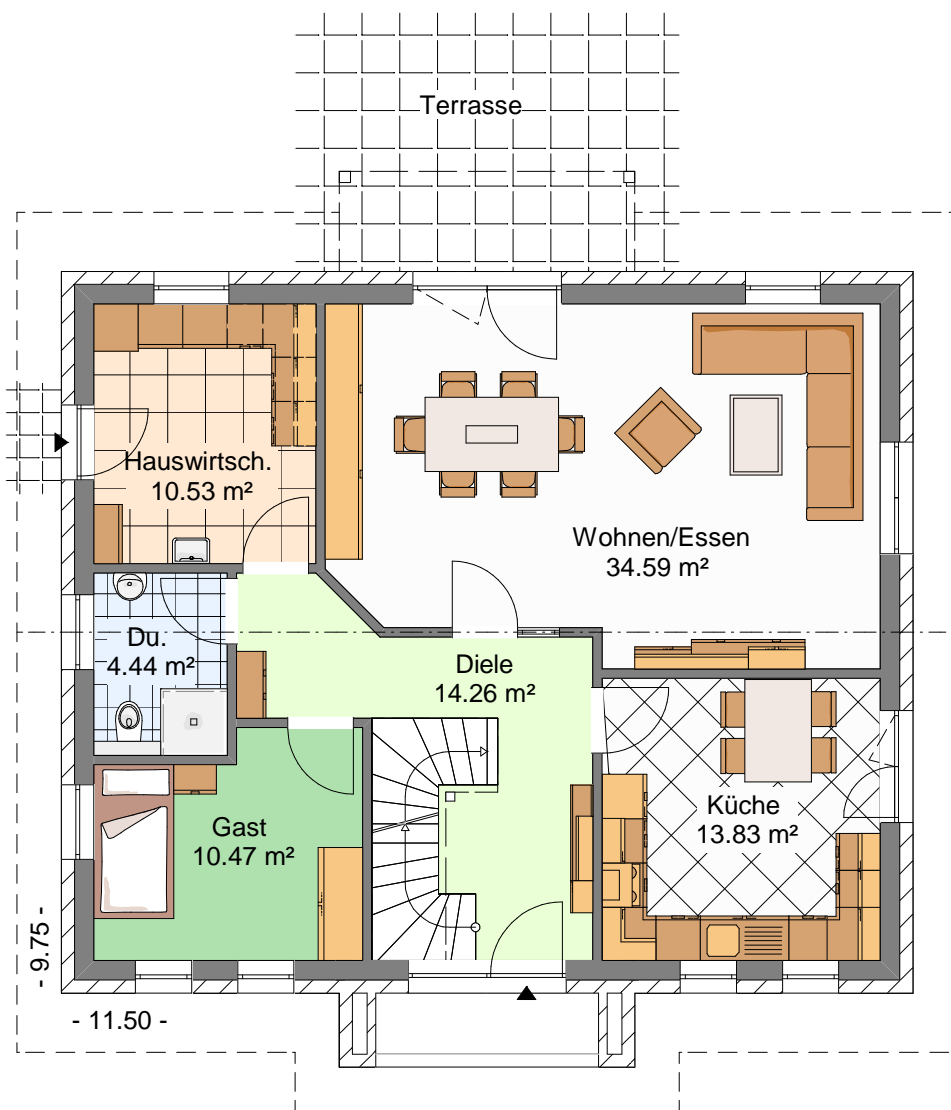 Terrasse
Hauswirtsch.
10.53 m²
Wohnen/Essen
34.59 m²
Du.
4.44 m²
Diele
14.26 m²
Küche
13.83 m²
Gast
10.47 m²
- 9.75 -
- 11.50 -